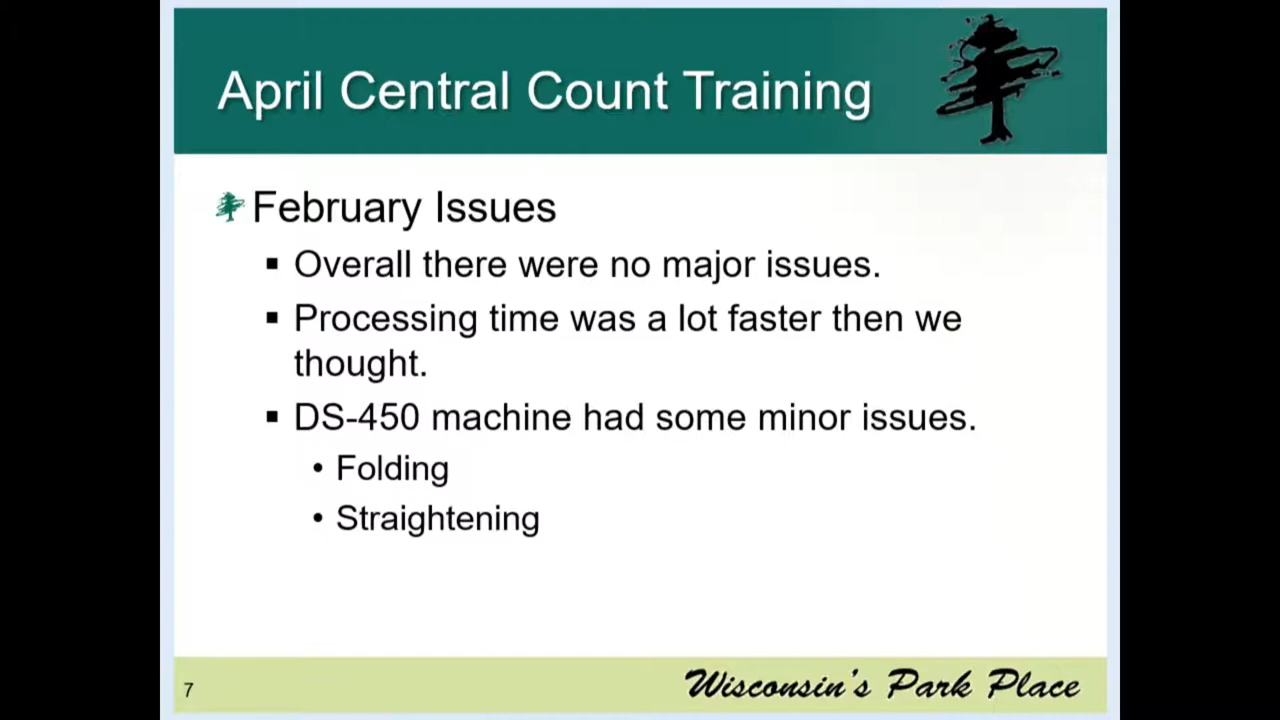 April Central Count Training
February Issues
▪ Overall there were no major issues.
▪ Processing time was a lot faster then we
thought.
▪ DS-450 machine had some minor issues.
• Folding
• Straightening
7
Wisconsin's Park Place